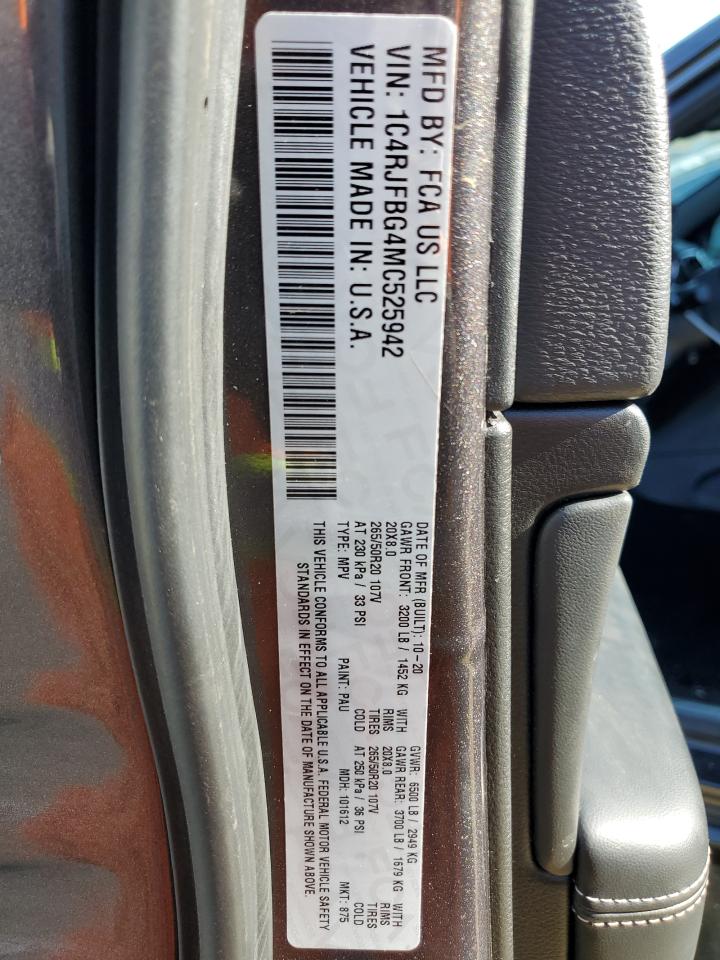 MFD BY: FCA US LLC
VIN: 1C4RJFBG4MC525942
VEHICLE MADE IN: U.S.A.
DATE OF MFR (BUILT): 10-20 GVWR: 6500 LB / 2949 KG
GAWR FRONT: 3200 LB / 1452 KG WITH GAWR REAR: 3700 LB / 1679 KG WITH
20X8.0 RIMS 20X8.0 RIMS
265/50R20 107V TIRES 265/50R20 107V TIRES
AT 230 kPa / 33 PSI COLD AT 250 kPa / 36 PSI COLD
TYPE: MPV PAINT: PAU MDH: 101612 MKT: 875
THIS VEHICLE CONFORMS TO ALL APPLICABLE U.S.A. FEDERAL MOTOR VEHICLE SAFETY
STANDARDS IN EFFECT ON THE DATE OF MANUFACTURE SHOWN ABOVE.